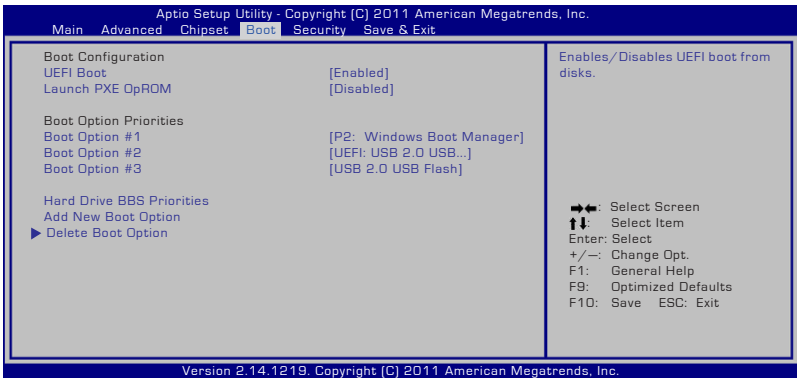 Aptio Setup Utility - Copyright (C) 2011 American Megatrends, Inc.
Main Advanced Chipset Boot Security Save & Exit
Boot Configuration
UEFI Boot [Enabled]
Launch PXE OpROM [Disabled]
Boot Option Priorities
Boot Option #1 [P2: Windows Boot Manager]
Boot Option #2 [UEFI: USB 2.0 USB...]
Boot Option #3 [USB 2.0 USB Flash]
Hard Drive BBS Priorities
Add New Boot Option
Delete Boot Option
Enables/Disables UEFI boot from
disks.
→←: Select Screen
↑↓: Select Item
Enter: Select
+/—: Change Opt.
F1: General Help
F9: Optimized Defaults
F10: Save ESC: Exit
Version 2.14.1219. Copyright (C) 2011 American Megatrends, Inc.